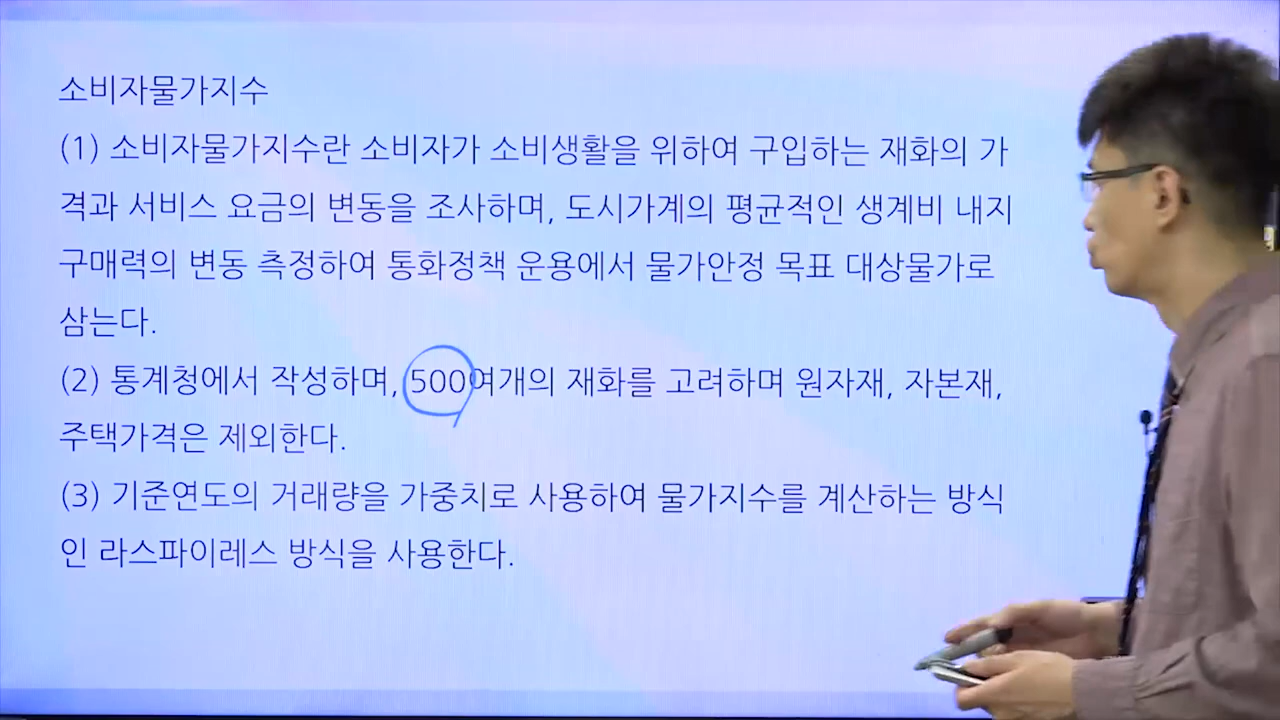 소비자물가지수
(1) 소비자물가지수란 소비자가 소비생활을 위하여 구입하는 재화의 가
격과 서비스 요금의 변동을 조사하며, 도시가계의 평균적인 생계비 내지
구매력의 변동 측정하여 통화정책 운용에서 물가안정 목표 대상물가로
삼는다.
(2) 통계청에서 작성하며, 500여개의 재화를 고려하며 원자재, 자본재,
주택가격은 제외한다.
(3) 기준연도의 거래량을 가중치로 사용하여 물가지수를 계산하는 방식
인 라스파이레스 방식을 사용한다.